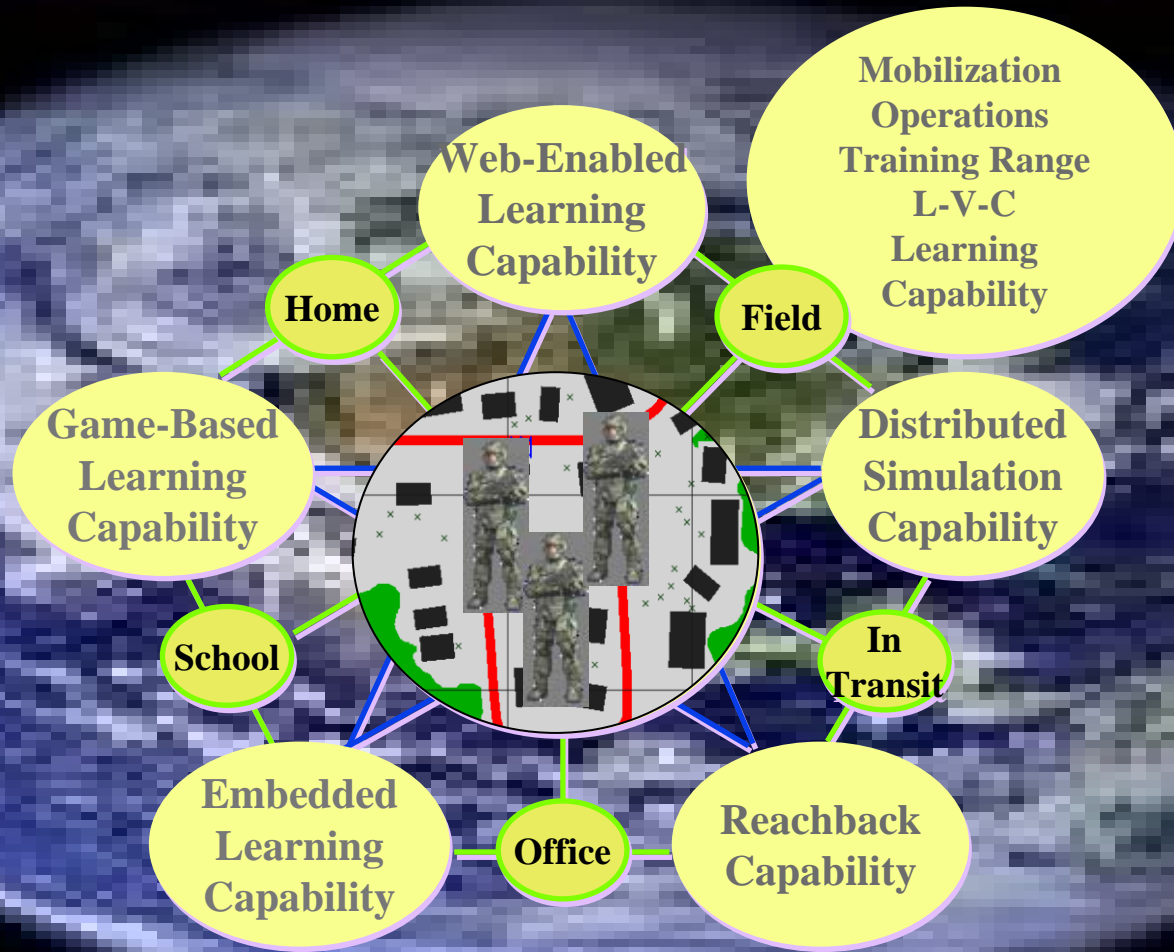 Mobilization
Operations
Training Range
L-V-C
Learning
Capability
Web-Enabled
Learning
Capability
Home
Field
Game-Based
Learning
Capability
Distributed
Simulation
Capability
School
In
Transit
Embedded
Learning
Capability
Office
Reachback
Capability